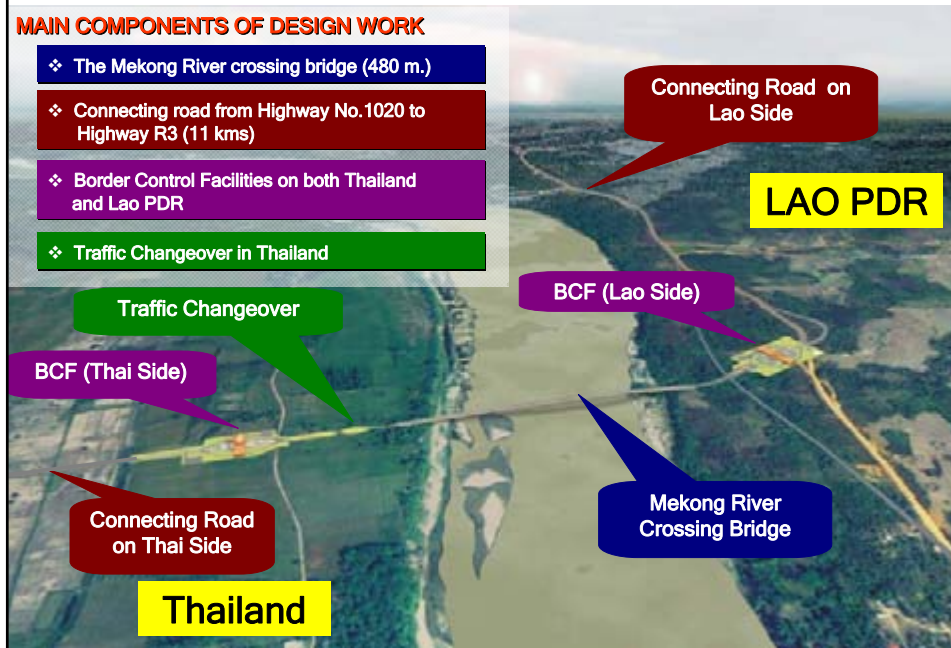 MAIN COMPONENTS OF DESIGN WORK
❖ The Mekong River crossing bridge (480 m.)
❖ Connecting road from Highway No.1020 to
Highway R3 (11 kms)
❖ Border Control Facilities on both Thailand
and Lao PDR
❖ Traffic Changeover in Thailand
Connecting Road on
Lao Side
LAO PDR
BCF (Lao Side)
Traffic Changeover
BCF (Thai Side)
Mekong River
Crossing Bridge
Connecting Road
on Thai Side
Thailand